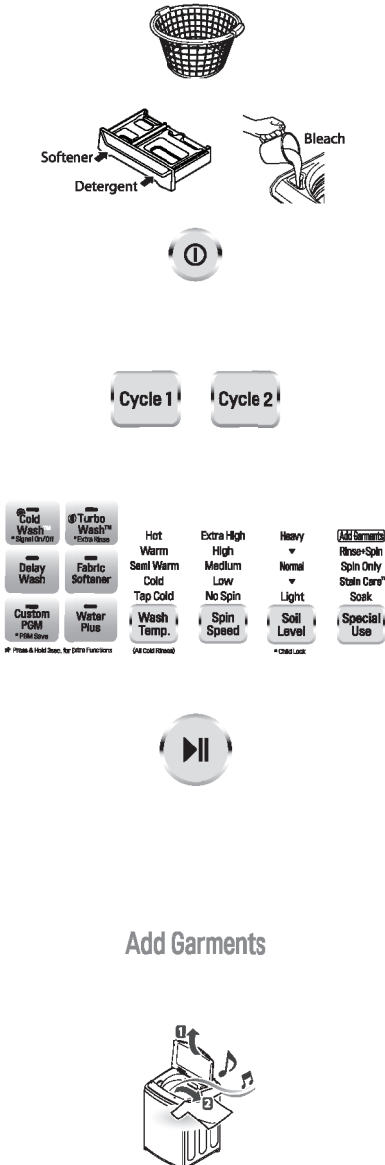 Bleach
Softener
Detergent
Cycle 1 Cycle 2
Cold Wash™ *Signal On/Off
Turbo Wash™ *Extra Rinse
Delay Wash
Fabric Softener
Custom PGM *PGM Save
Water Plus
* Press & Hold 3sec. for Extra Functions
Hot
Warm
Semi Warm
Cold
Tap Cold
Wash Temp.
(All Cold Rinses)
Extra High
High
Medium
Low
No Spin
Spin Speed
Heavy
Normal
Light
Soil Level
* Child Lock
Add Garments
Rinse+Spin
Spin Only
Stain Care™
Soak
Special Use
Add Garments
1
2